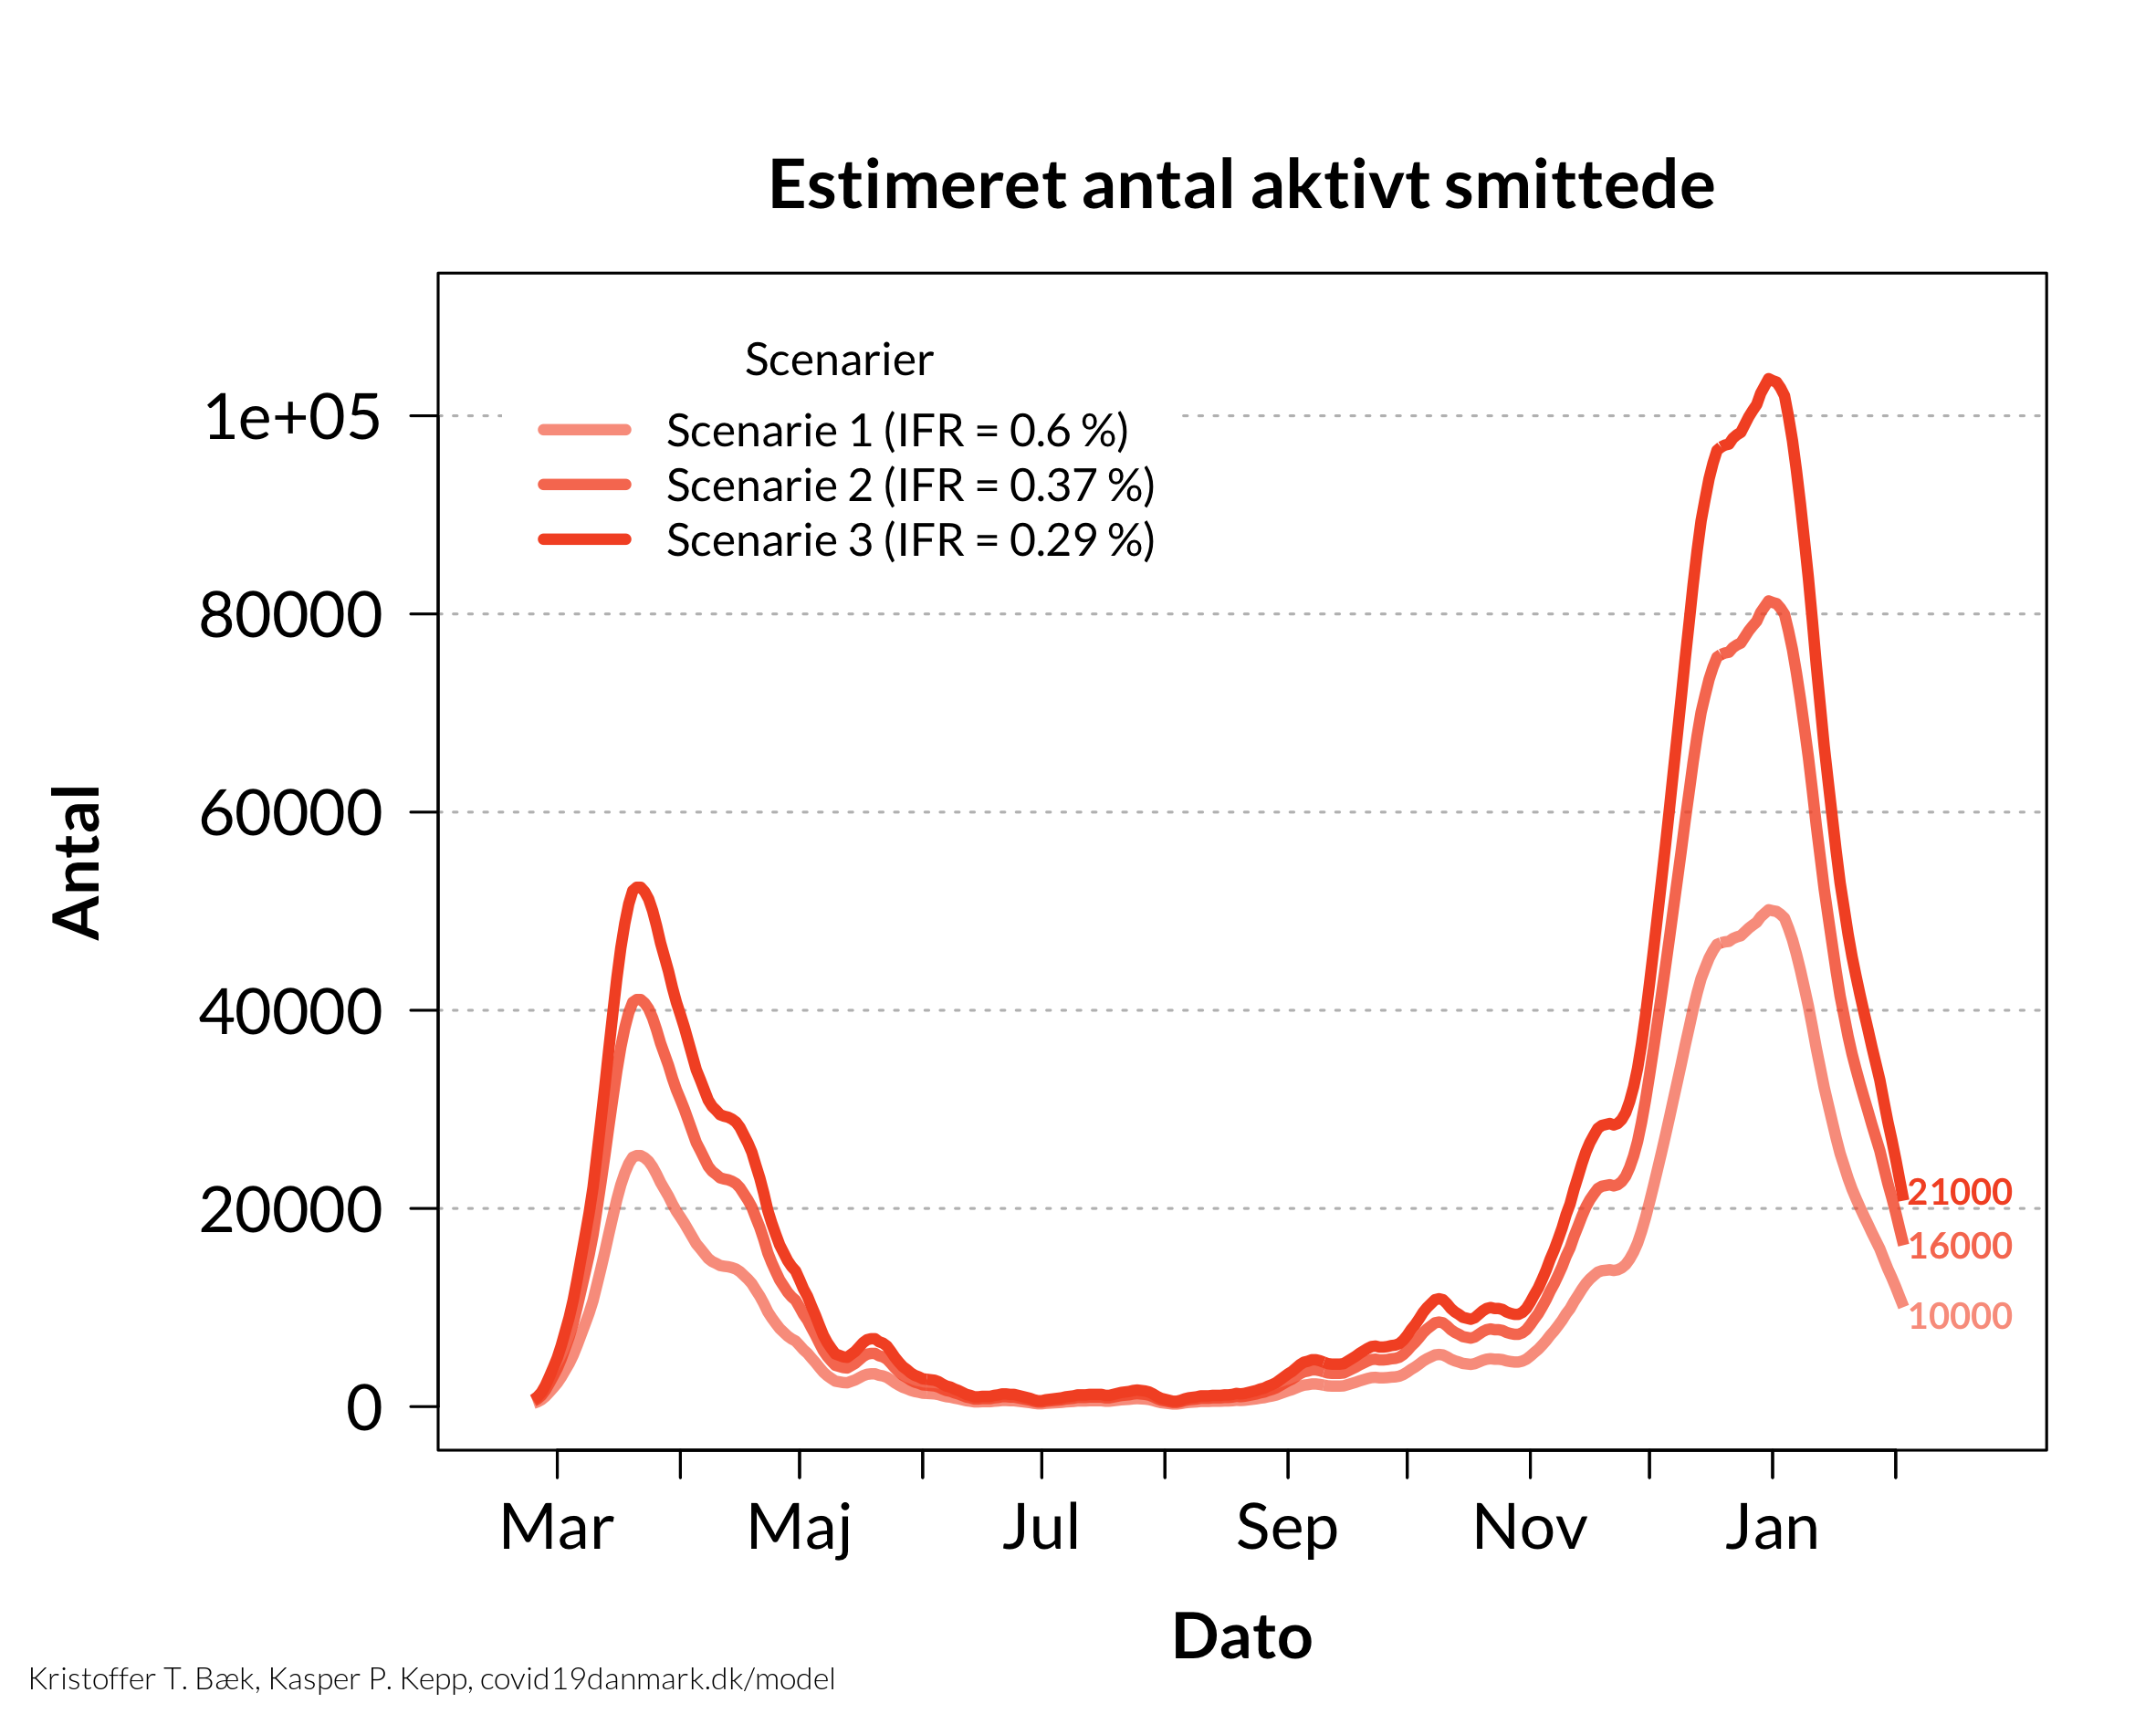 Estimeret antal aktivt smittede
Scenarier
Scenarie 1 (IFR = 0.6 %)
Scenarie 2 (IFR = 0.37 %)
Scenarie 3 (IFR = 0.29 %)
Antal
1e+05
80000
60000
40000
20000
0
21000
16000
10000
Mar Maj Jul Sep Nov Jan
Dato
Kristoffer T. Bæk, Kasper P. Kepp, covid19danmark.dk/model